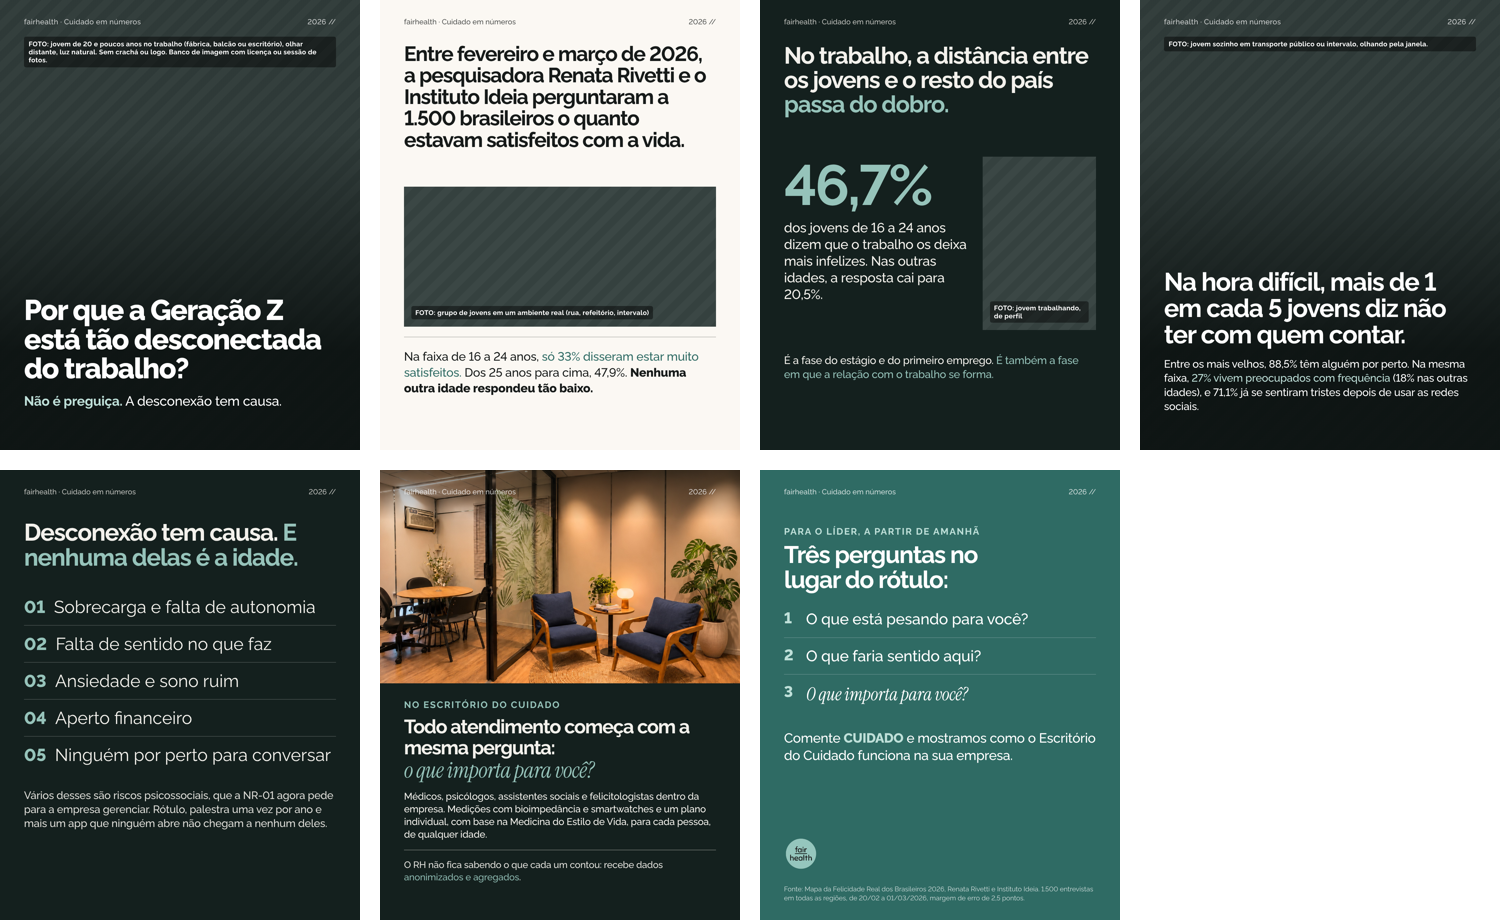 fairhealth · Cuidado em números
2026 //
FOTO: jovem de 20 e poucos anos no trabalho (fábrica, balcão ou escritório), olhar
distante, luz natural. Sem crachá ou logo. Banco de imagem com licença ou sessão de
fotos.
Por que a Geração Z
está tão desconectada
do trabalho?
Não é preguiça. A desconexão tem causa.
fairhealth · Cuidado em números
2026 //
Entre fevereiro e março de 2026,
a pesquisadora Renata Rivetti e o
Instituto Ideia perguntaram a
1.500 brasileiros o quanto
estavam satisfeitos com a vida.
FOTO: grupo de jovens em um ambiente real (rua, refeitório, intervalo)
Na faixa de 16 a 24 anos, só 33% disseram estar muito
satisfeitos. Dos 25 anos para cima, 47,9%. Nenhuma
outra idade respondeu tão baixo.
fairhealth · Cuidado em números
2026 //
No trabalho, a distância entre
os jovens e o resto do país
passa do dobro.
46,7%
dos jovens de 16 a 24 anos
dizem que o trabalho os deixa
mais infelizes. Nas outras
idades, a resposta cai para
20,5%.
FOTO: jovem trabalhando,
de perfil
É a fase do estágio e do primeiro emprego. É também a fase
em que a relação com o trabalho se forma.
fairhealth · Cuidado em números
2026 //
FOTO: jovem sozinho em transporte público ou intervalo, olhando pela janela.
Na hora difícil, mais de 1
em cada 5 jovens diz não
ter com quem contar.
Entre os mais velhos, 88,5% têm alguém por perto. Na mesma
faixa, 27% vivem preocupados com frequência (18% nas outras
idades), e 71,1% já se sentiram tristes depois de usar as redes
sociais.
fairhealth · Cuidado em números
2026 //
Desconexão tem causa. E
nenhuma delas é a idade.
01 Sobrecarga e falta de autonomia
02 Falta de sentido no que faz
03 Ansiedade e sono ruim
04 Aperto financeiro
05 Ninguém por perto para conversar
Vários desses são riscos psicossociais, que a NR-01 agora pede
para a empresa gerenciar. Rótulo, palestra uma vez por ano e
mais um app que ninguém abre não chegam a nenhum deles.
fairhealth · Cuidado em números
2026 //
NO ESCRITÓRIO DO CUIDADO
Todo atendimento começa com a
mesma pergunta:
o que importa para você?
Médicos, psicólogos, assistentes sociais e felicitologistas dentro da
empresa. Medições com bioimpedância e smartwatches e um plano
individual, com base na Medicina do Estilo de Vida, para cada pessoa,
de qualquer idade.
O RH não fica sabendo o que cada um contou: recebe dados
anonimizados e agregados.
fairhealth · Cuidado em números
2026 //
PARA O LÍDER, A PARTIR DE AMANHÃ
Três perguntas no
lugar do rótulo:
1 O que está pesando para você?
2 O que faria sentido aqui?
3 O que importa para você?
Comente CUIDADO e mostramos como o Escritório
do Cuidado funciona na sua empresa.
fair
health
Fonte: Mapa da Felicidade Real dos Brasileiros 2026, Renata Rivetti e Instituto Ideia. 1.500 entrevistas
em todas as regiões, de 20/02 a 01/03/2026, margem de erro de 2,5 pontos.